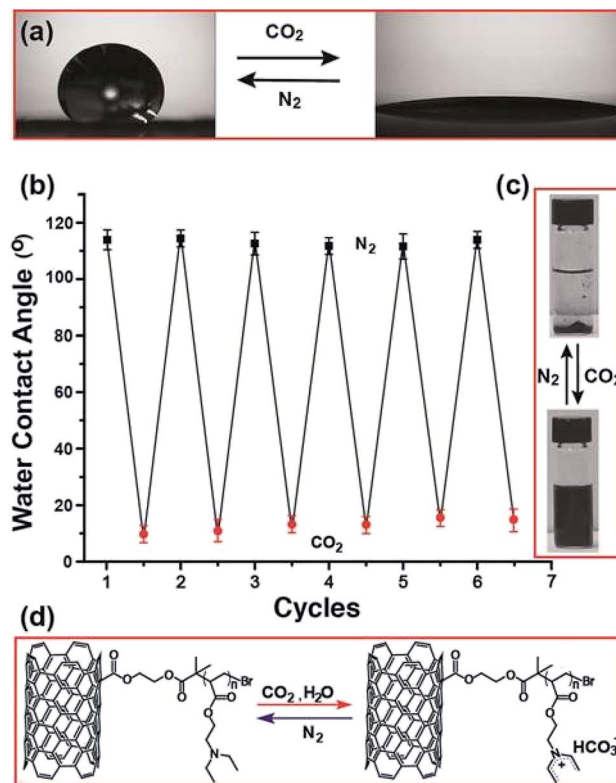 (a)
CO₂
N₂
(b)
(c)
Water Contact Angle (º)
120
100
80
60
40
20
0
N₂
CO₂
1 2 3 4 5 6 7
Cycles
N₂ CO₂
(d)
O O O O n Br
O O
N
CO₂, H₂O
N₂
O O O O n Br
O O
N + HCO₃⁻